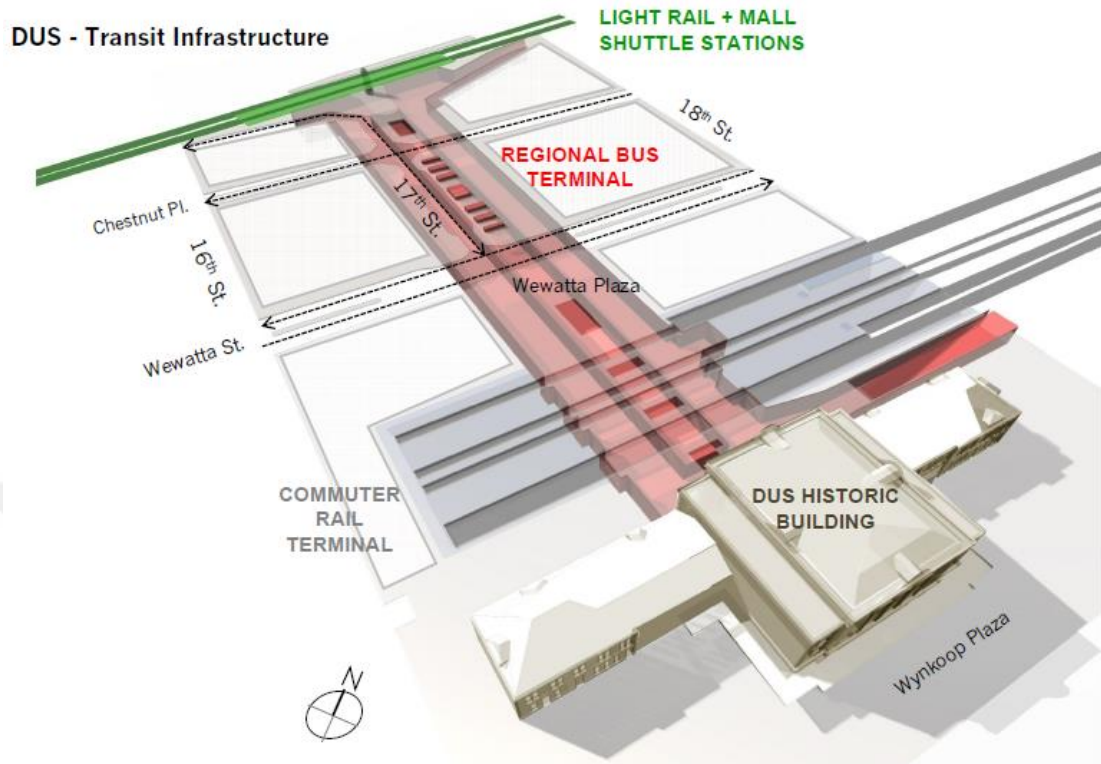 DUS - Transit Infrastructure
LIGHT RAIL + MALL
SHUTTLE STATIONS
18th St.
REGIONAL BUS
TERMINAL
17th St.
Chestnut Pl.
16th St.
Wewatta Plaza
Wewatta St.
COMMUTER
RAIL
TERMINAL
DUS HISTORIC
BUILDING
Wynkoop Plaza
N